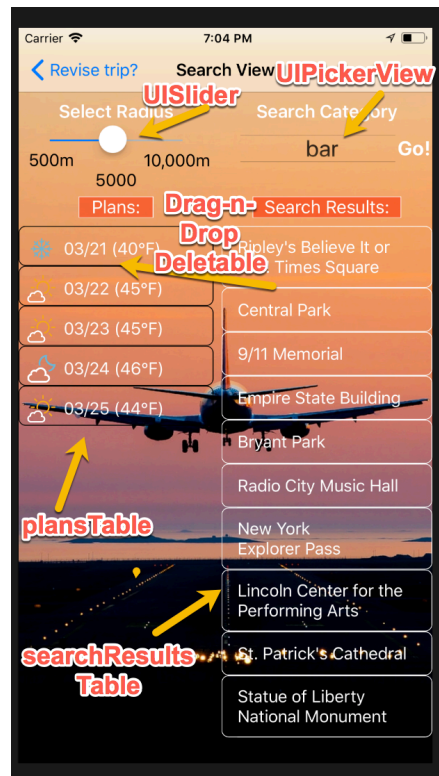 Carrier 7:04 PM
Revise trip? Search View
UIPickerView
UISlider
Select Radius Search Category
500m 10,000m
5000
bar Go!
Plans: Search Results:
Drag-n-
Drop
Deletable
03/21 (40°F)
03/22 (45°F)
03/23 (45°F)
03/24 (46°F)
03/25 (44°F)
Ripley's Believe It or
Times Square
Central Park
9/11 Memorial
Empire State Building
Bryant Park
Radio City Music Hall
New York
Explorer Pass
Lincoln Center for the
Performing Arts
St. Patrick's Cathedral
Statue of Liberty
National Monument
plansTable
searchResults
Table